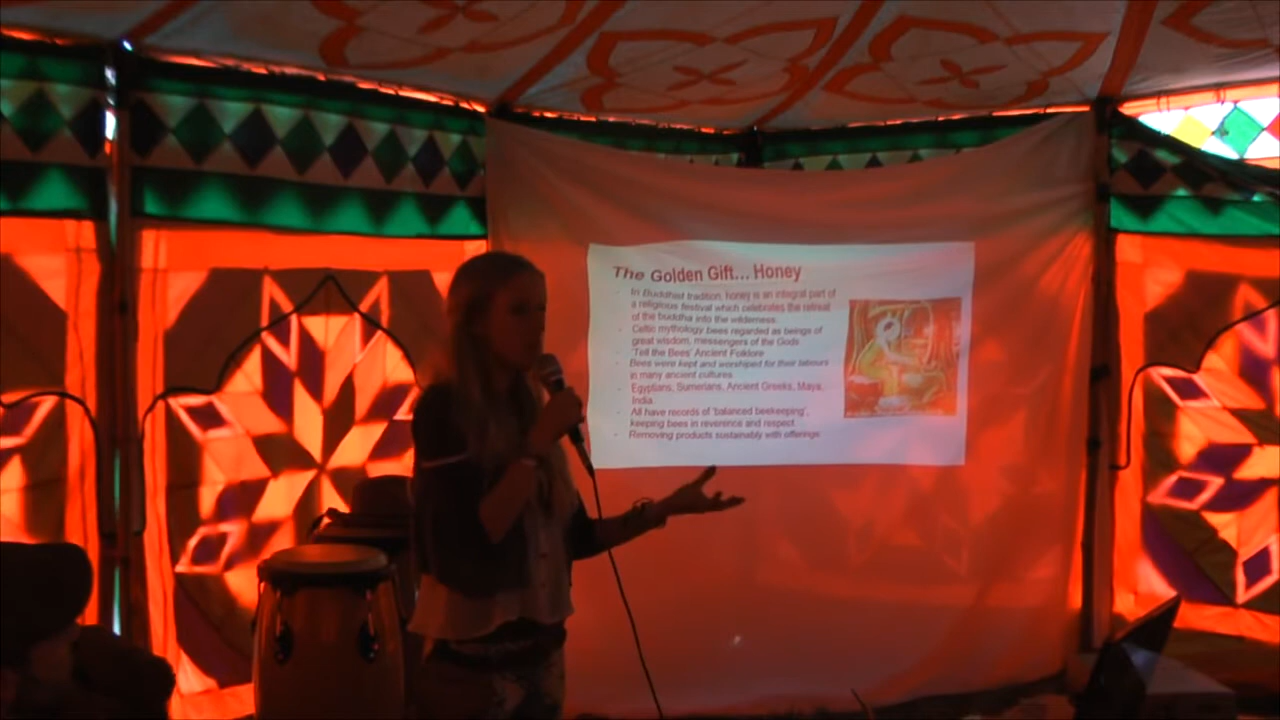 The Golden Gift... Honey
- In Buddhist tradition, honey is an integral part of
a religious festival which celebrates the retreat
of the buddha into the wilderness.
- Celtic mythology bees regarded as beings of
great wisdom, messengers of the Gods
- 'Tell the Bees' Ancient Folklore
- Bees were kept and worshiped for their labours
in many ancient cultures
- Egyptians, Sumerians, Ancient Greeks, Maya,
India.
- All have records of 'balanced beekeeping',
keeping bees in reverence and respect
- Removing products sustainably with offerings